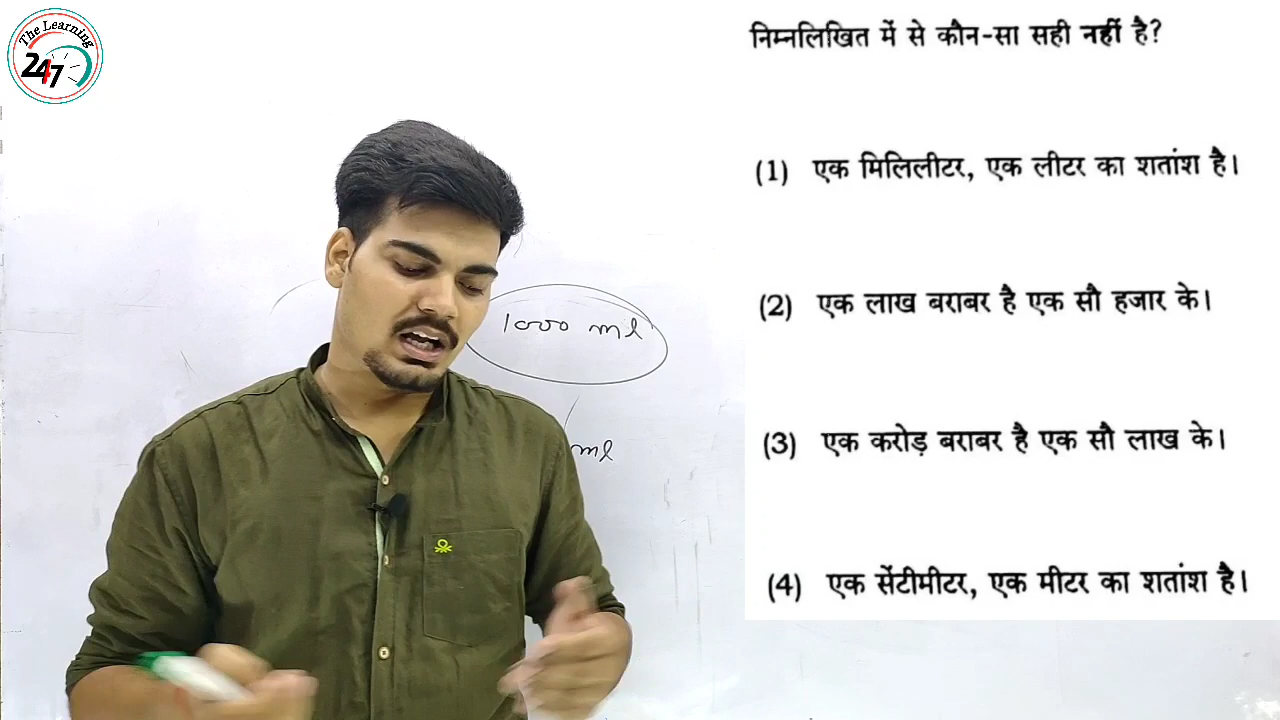 The Learning
247
निम्नलिखित में से कौन-सा सही नहीं है?
(1) एक मिलिलीटर, एक लीटर का शतांश है।
(2) एक लाख बराबर है एक सौ हजार के।
(3) एक करोड़ बराबर है एक सौ लाख के।
(4) एक सेंटीमीटर, एक मीटर का शतांश है।
1000 ml
ml